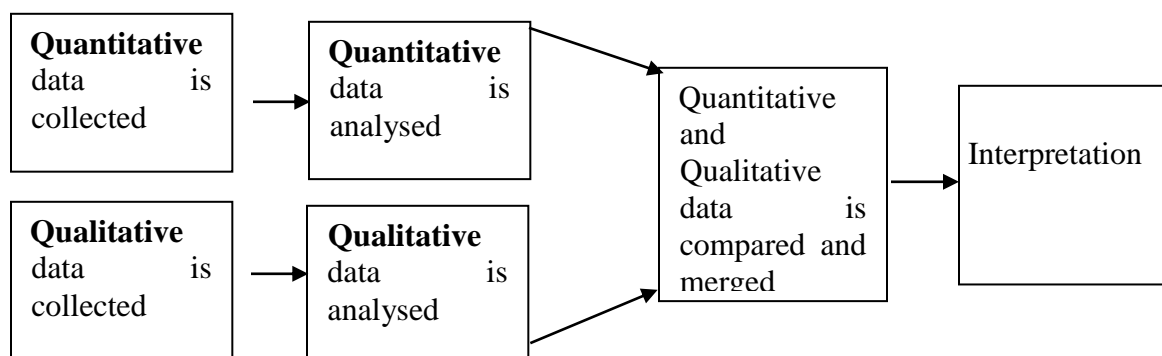 Quantitative
data is
collected
Quantitative
data is
analysed
Qualitative
data is
collected
Qualitative
data is
analysed
Quantitative
and
Qualitative
data is
compared and
merged
Interpretation